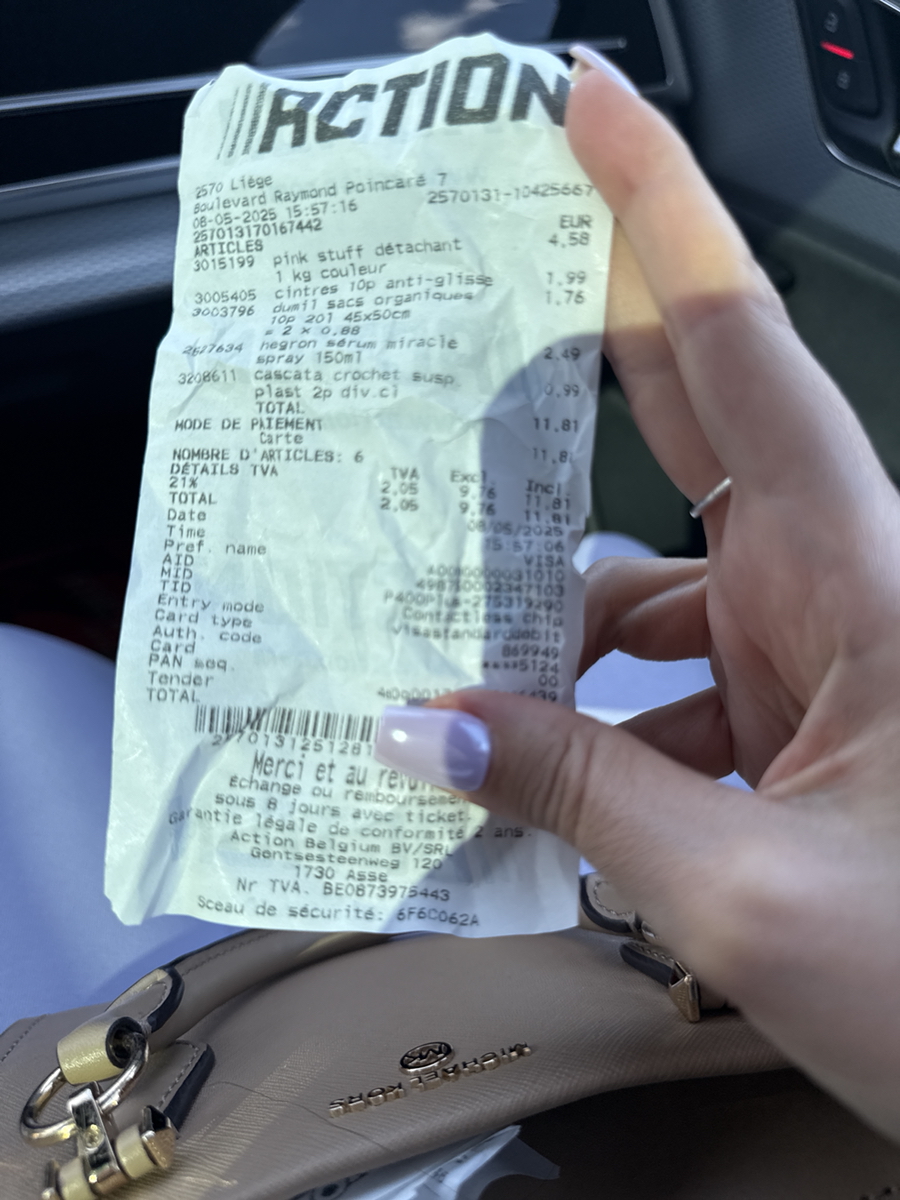 ACTION
2570 Liège
Boulevard Raymond Poincaré 7
08-05-2025 15:57:16 2570131-10425667
257013170167442
ARTICLES EUR
3015199 pink stuff détachant 4,58
1 kg couleur
3005405 cintres 10p anti-glisse 1,99
3003796 dumil sacs organiques 1,76
10p 20l 45x50cm
= 2 x 0,88
2627634 hegron sérum miracle
spray 150ml 2,49
3208611 cascata crochet susp.
plast 2p div.cl 0,99
TOTAL 11,81
MODE DE PAIEMENT
Carte 11,81
NOMBRE D'ARTICLES: 6
DÉTAILS TVA TVA Excl. Incl.
21% 2,05 9,76 11,81
TOTAL 2,05 9,76 11,81
Date 08/05/2025
Time 15:57:06
Pref. name VISA
AID
MID
TID
Entry mode Contactless chip
Card type visastandarddebit
Auth. code 869949
Card ****5124
PAN seq. 00
Tender
TOTAL
Merci et au
Échange ou
sous 8 jours avec ticket.
Garantie légale de conformité 2 ans.
Action Belgium BV/SRL
Gontsesteenweg 120
1730 Asse
Nr TVA. BE0873975443
Sceau de sécurité: 6F6C062A
MK
MICHAEL KORS